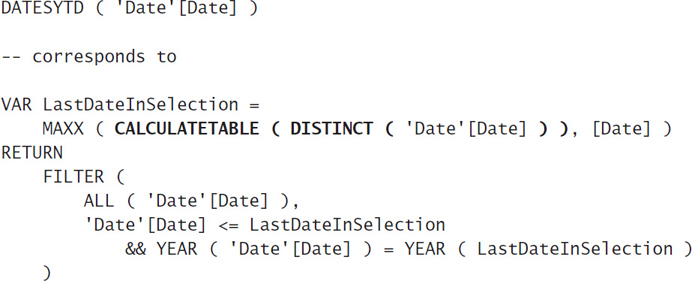 DATESYTD ( 'Date'[Date] )
-- corresponds to
VAR LastDateInSelection =
MAXX ( CALCULATETABLE ( DISTINCT ( 'Date'[Date] ) ), [Date] )
RETURN
FILTER (
ALL ( 'Date'[Date] ),
'Date'[Date] <= LastDateInSelection
&& YEAR ( 'Date'[Date] ) = YEAR ( LastDateInSelection )
)